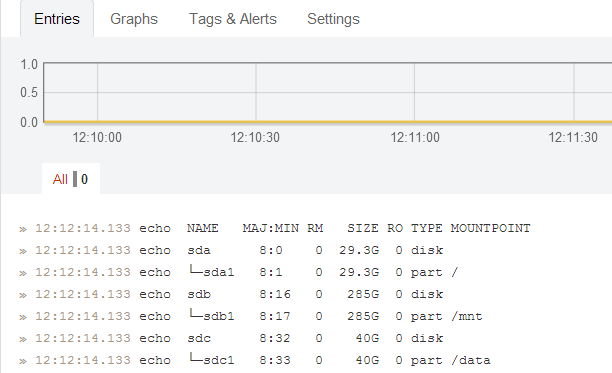 Entries Graphs Tags & Alerts Settings
1.0
0.5
0.0
12:10:00 12:10:30 12:11:00 12:11:30
All 0
» 12:12:14.133 echo NAME MAJ:MIN RM SIZE RO TYPE MOUNTPOINT
» 12:12:14.133 echo sda 8:0 0 29.3G 0 disk
» 12:12:14.133 echo └─sda1 8:1 0 29.3G 0 part /
» 12:12:14.133 echo sdb 8:16 0 285G 0 disk
» 12:12:14.133 echo └─sdb1 8:17 0 285G 0 part /mnt
» 12:12:14.133 echo sdc 8:32 0 40G 0 disk
» 12:12:14.133 echo └─sdc1 8:33 0 40G 0 part /data